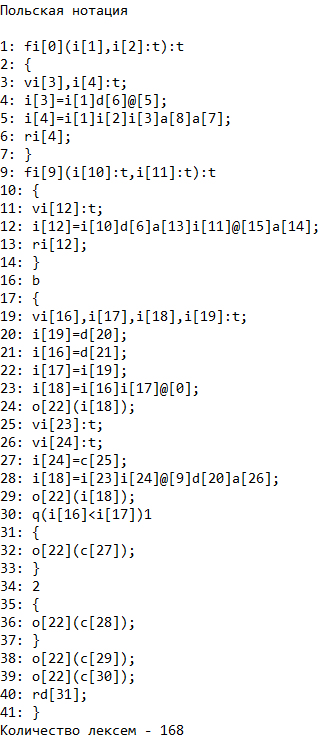 Польская нотация
1: fi[0](i[1],i[2]:t):t
2: {
3: vi[3],i[4]:t;
4: i[3]=i[1]d[6]@[5];
5: i[4]=i[1]i[2]i[3]a[8]a[7];
6: ri[4];
7: }
9: fi[9](i[10]:t,i[11]:t):t
10: {
11: vi[12]:t;
12: i[12]=i[10]d[6]a[13]i[11]@[15]a[14];
13: ri[12];
14: }
16: b
17: {
19: vi[16],i[17],i[18],i[19]:t;
20: i[19]=d[20];
21: i[16]=d[21];
22: i[17]=i[19];
23: i[18]=i[16]i[17]@[0];
24: o[22](i[18]);
25: vi[23]:t;
26: vi[24]:t;
27: i[24]=c[25];
28: i[18]=i[23]i[24]@[9]d[20]a[26];
29: o[22](i[18]);
30: q(i[16]<i[17])1
31: {
32: o[22](c[27]);
33: }
34: 2
35: {
36: o[22](c[28]);
37: }
38: o[22](c[29]);
39: o[22](c[30]);
40: rd[31];
41: }
Количество лексем - 168